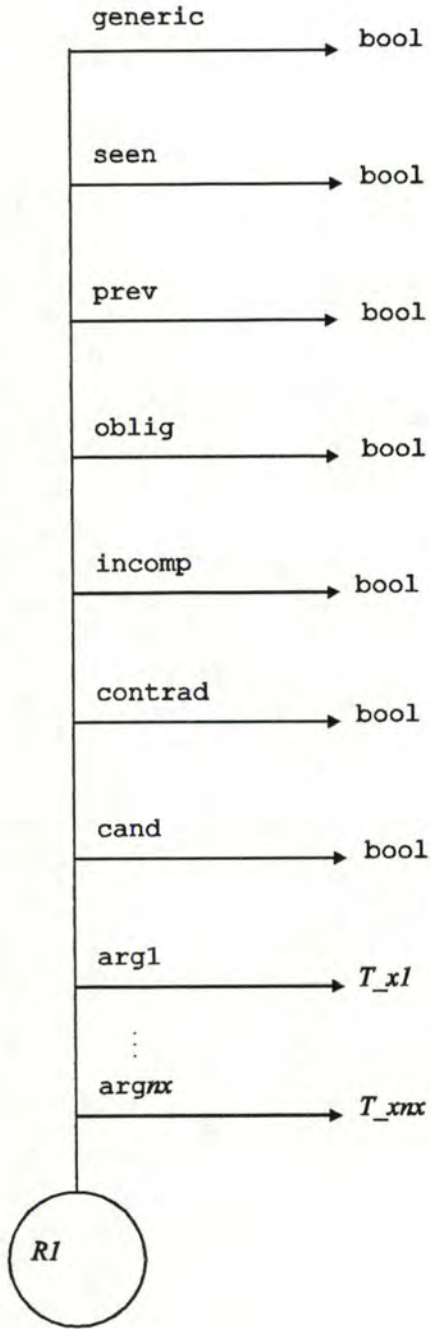 generic
bool
seen
bool
prev
bool
oblig
bool
incomp
bool
contrad
bool
cand
bool
arg1
T_x1
argnx
T_xnx
R1